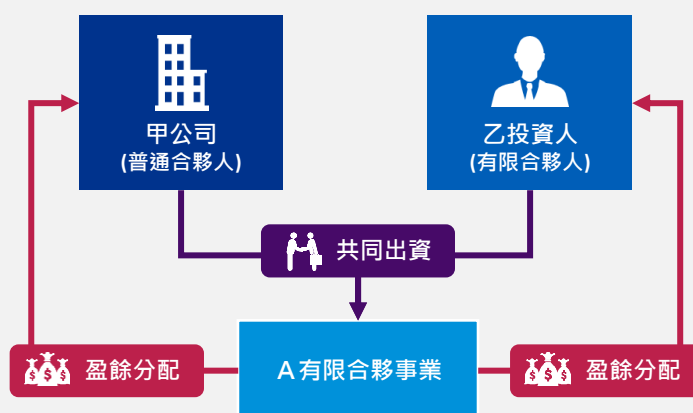 甲公司
(普通合夥人)
乙投資人
(有限合夥人)
共同出資
盈餘分配
A有限合夥事業
盈餘分配